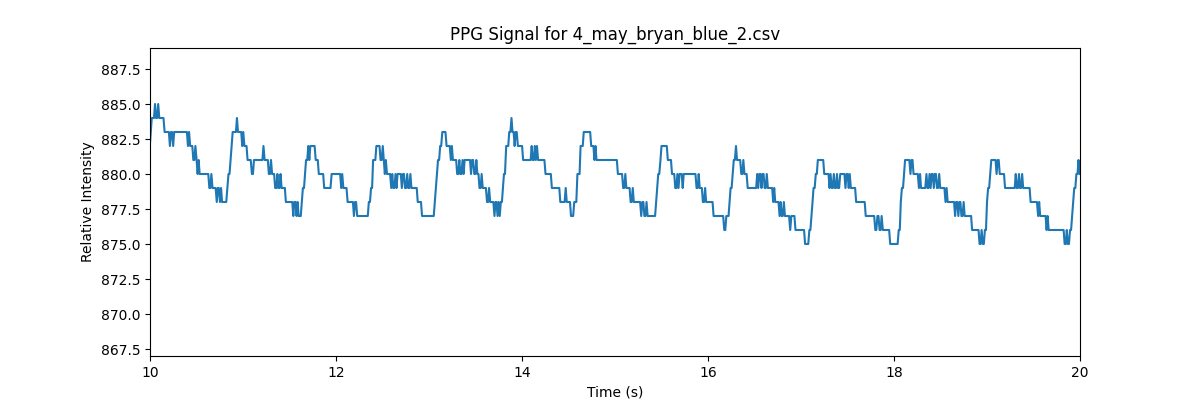 PPG Signal for 4_may_bryan_blue_2.csv
Relative Intensity
887.5
885.0
882.5
880.0
877.5
875.0
872.5
870.0
867.5
10 12 14 16 18 20
Time (s)